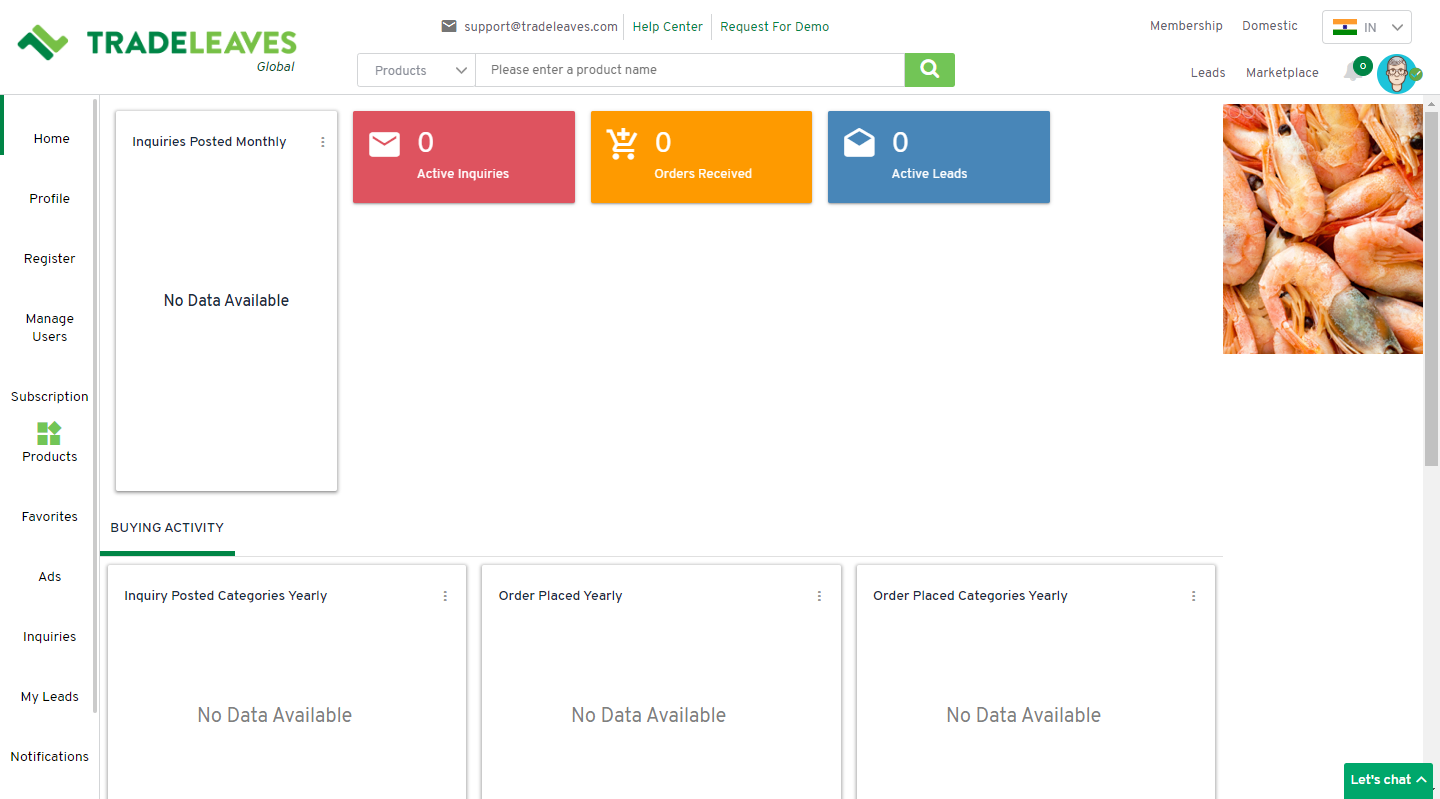 support@tradeleaves.com
Help Center
Request For Demo
Membership
Domestic
IN
TRADELEAVES
Global
Products
Please enter a product name
Leads
Marketplace
0
Home
Profile
Register
Manage
Users
Subscription
Products
Favorites
Ads
Inquiries
My Leads
Notifications
Inquiries Posted Monthly
No Data Available
0
Active Inquiries
0
Orders Received
0
Active Leads
BUYING ACTIVITY
Inquiry Posted Categories Yearly
No Data Available
Order Placed Yearly
No Data Available
Order Placed Categories Yearly
No Data Available
Let's chat